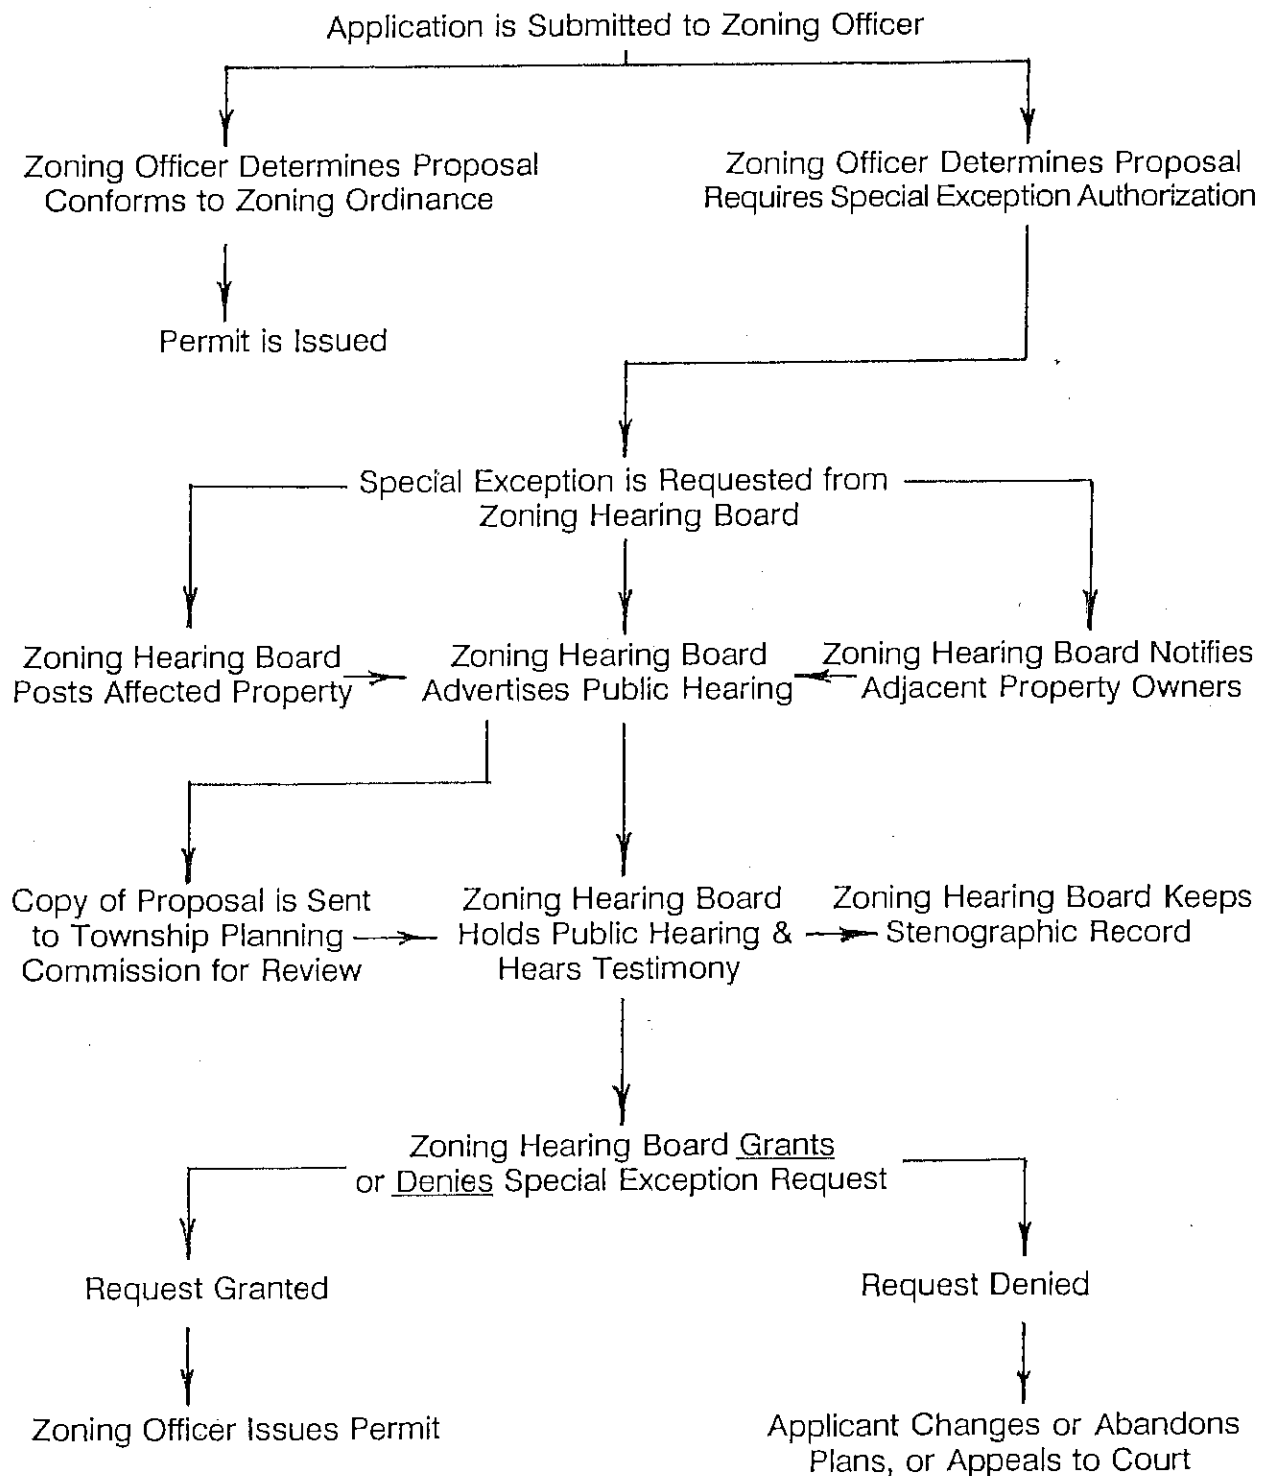 Application is Submitted to Zoning Officer
Zoning Officer Determines Proposal
Conforms to Zoning Ordinance
Zoning Officer Determines Proposal
Requires Special Exception Authorization
Permit is Issued
Special Exception is Requested from
Zoning Hearing Board
Zoning Hearing Board
Posts Affected Property
Zoning Hearing Board
Advertises Public Hearing
Zoning Hearing Board Notifies
Adjacent Property Owners
Copy of Proposal is Sent
to Township Planning
Commission for Review
Zoning Hearing Board
Holds Public Hearing &
Hears Testimony
Zoning Hearing Board Keeps
Stenographic Record
Zoning Hearing Board Grants
or Denies Special Exception Request
Request Granted
Request Denied
Zoning Officer Issues Permit
Applicant Changes or Abandons
Plans, or Appeals to Court